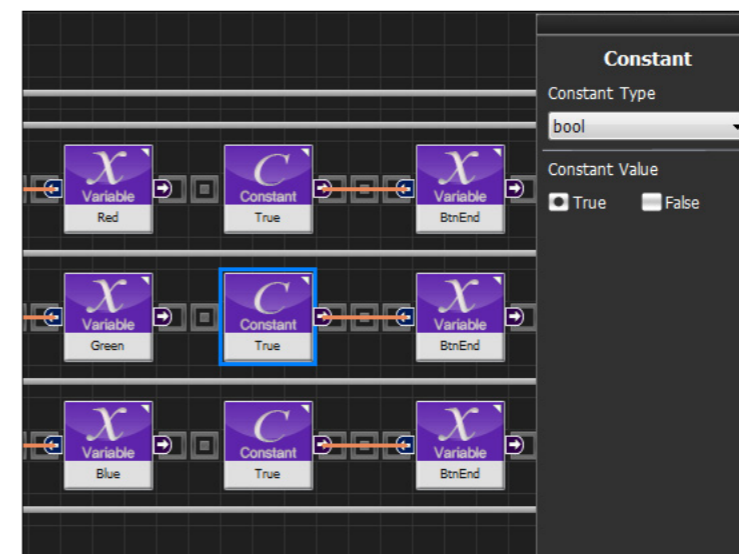 Constant
Constant Type
bool
Constant Value
True False
X C X
Variable Constant Variable
Red True BtnEnd
X C X
Variable Constant Variable
Green True BtnEnd
X C X
Variable Constant Variable
Blue True BtnEnd